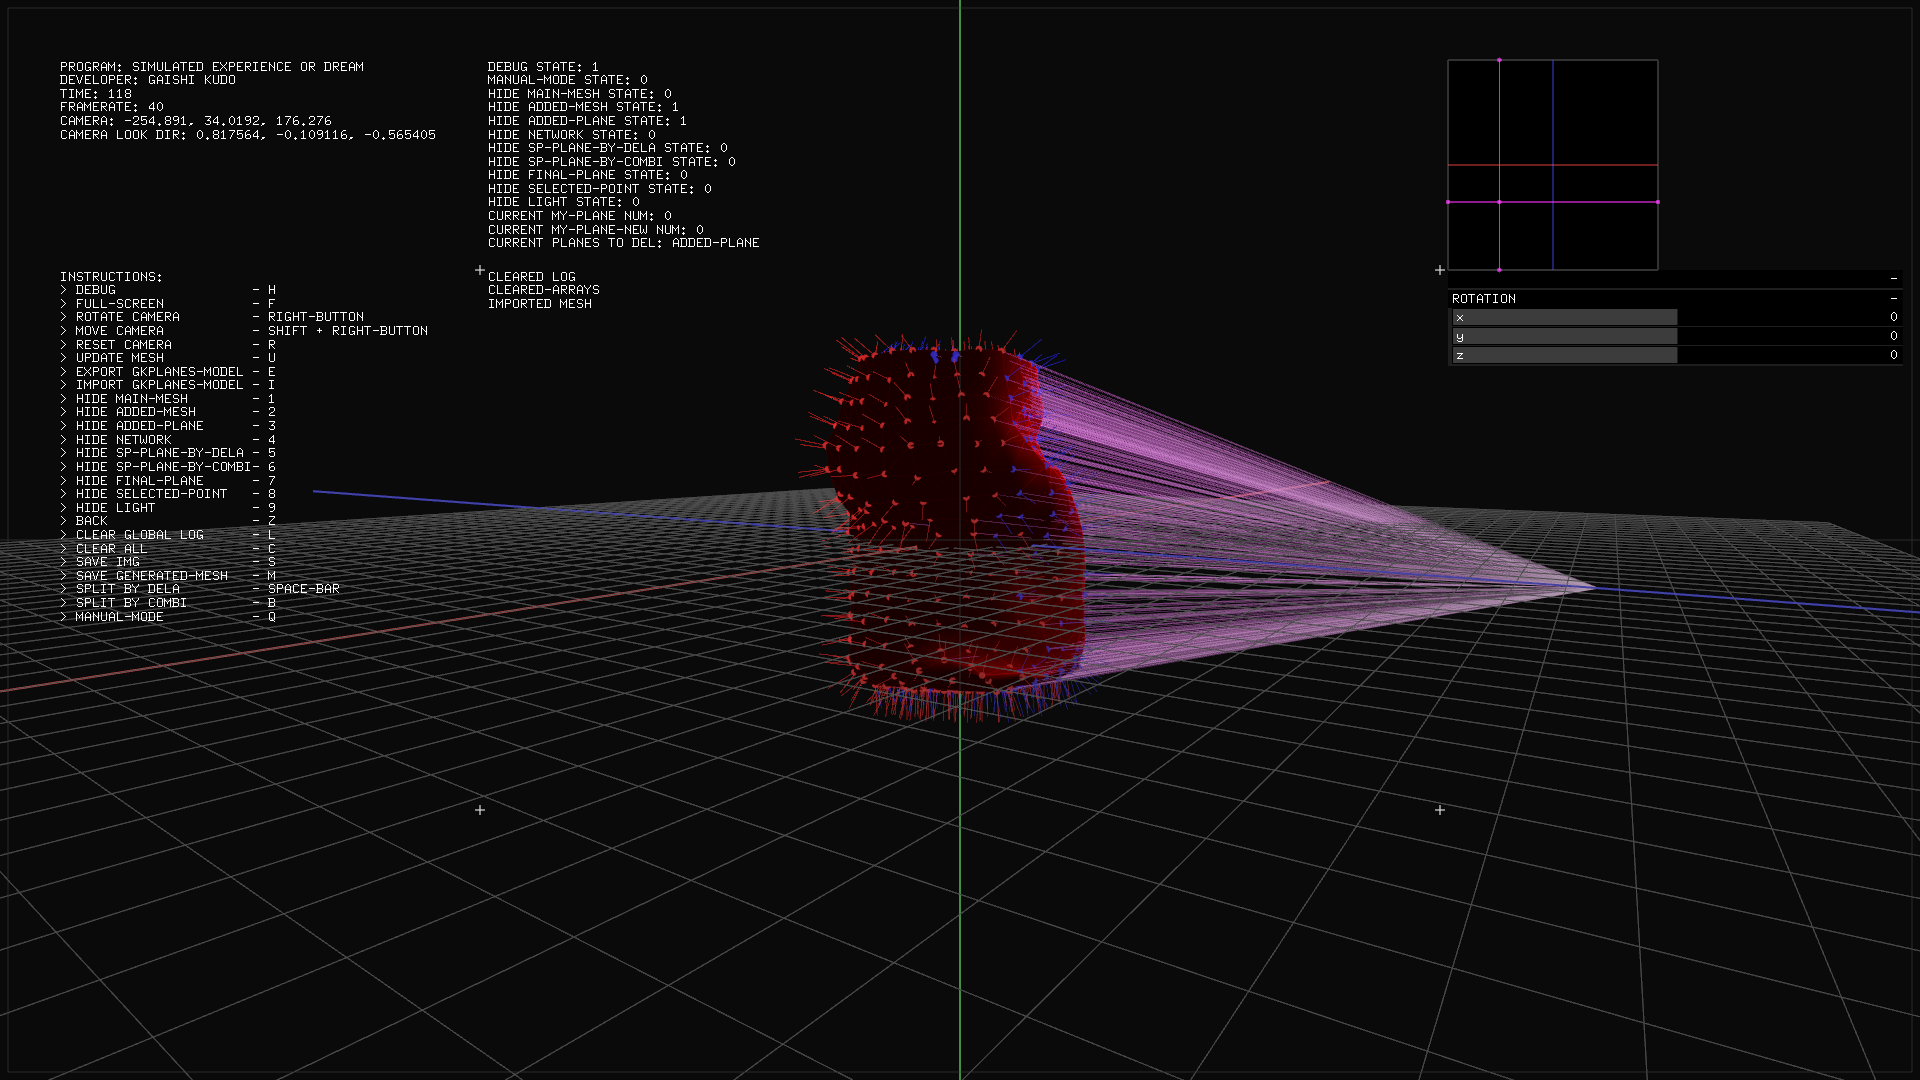 PROGRAM: SIMULATED EXPERIENCE OR DREAM
DEVELOPER: GAISHI KUDO
TIME: 118
FRAMERATE: 40
CAMERA: -254.891, 34.0192, 176.276
CAMERA LOOK DIR: 0.817564, -0.109116, -0.565405
DEBUG STATE: 1
MANUAL-MODE STATE: 0
HIDE MAIN-MESH STATE: 0
HIDE ADDED-MESH STATE: 1
HIDE ADDED-PLANE STATE: 1
HIDE NETWORK STATE: 0
HIDE SP-PLANE-BY-DELA STATE: 0
HIDE SP-PLANE-BY-COMBI STATE: 0
HIDE FINAL-PLANE STATE: 0
HIDE SELECTED-POINT STATE: 0
HIDE LIGHT STATE: 0
CURRENT MY-PLANE NUM: 0
CURRENT MY-PLANE-NEW NUM: 0
CURRENT PLANES TO DEL: ADDED-PLANE
INSTRUCTIONS:
> DEBUG - H
> FULL-SCREEN - F
> ROTATE CAMERA - RIGHT-BUTTON
> MOVE CAMERA - SHIFT + RIGHT-BUTTON
> RESET CAMERA - R
> UPDATE MESH - U
> EXPORT GKPLANES-MODEL - E
> IMPORT GKPLANES-MODEL - I
> HIDE MAIN-MESH - 1
> HIDE ADDED-MESH - 2
> HIDE ADDED-PLANE - 3
> HIDE NETWORK - 4
> HIDE SP-PLANE-BY-DELA - 5
> HIDE SP-PLANE-BY-COMBI- 6
> HIDE FINAL-PLANE - 7
> HIDE SELECTED-POINT - 8
> HIDE LIGHT - 9
> BACK - Z
> CLEAR GLOBAL LOG - L
> CLEAR ALL - C
> SAVE IMG - S
> SAVE GENERATED-MESH - M
> SPLIT BY DELA - SPACE-BAR
> SPLIT BY COMBI - B
> MANUAL-MODE - Q
CLEARED LOG
CLEARED-ARRAYS
IMPORTED MESH
-
ROTATION -
x 0
y 0
z 0